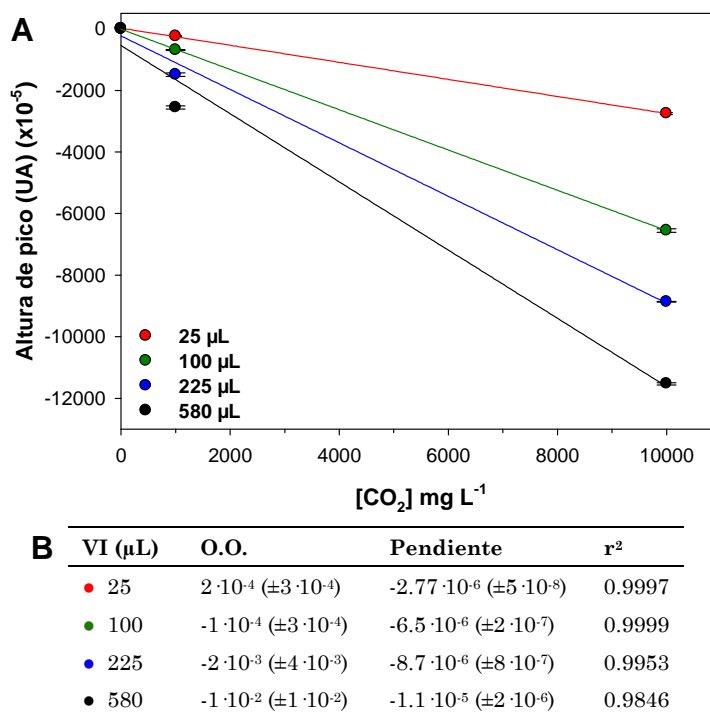 A
Altura de pico (UA) (x10⁻⁵)
0
-2000
-4000
-6000
-8000
-10000
-12000
25 µL
100 µL
225 µL
580 µL
0 2000 4000 6000 8000 10000
[CO₂] mg L⁻¹
B
VI (µL) O.O. Pendiente r²
25 2·10⁻⁴ (±3·10⁻⁴) -2.77·10⁻⁶ (±5·10⁻⁸) 0.9997
100 -1·10⁻⁴ (±3·10⁻⁴) -6.5·10⁻⁶ (±2·10⁻⁷) 0.9999
225 -2·10⁻³ (±4·10⁻³) -8.7·10⁻⁶ (±8·10⁻⁷) 0.9953
580 -1·10⁻² (±1·10⁻²) -1.1·10⁻⁵ (±2·10⁻⁶) 0.9846